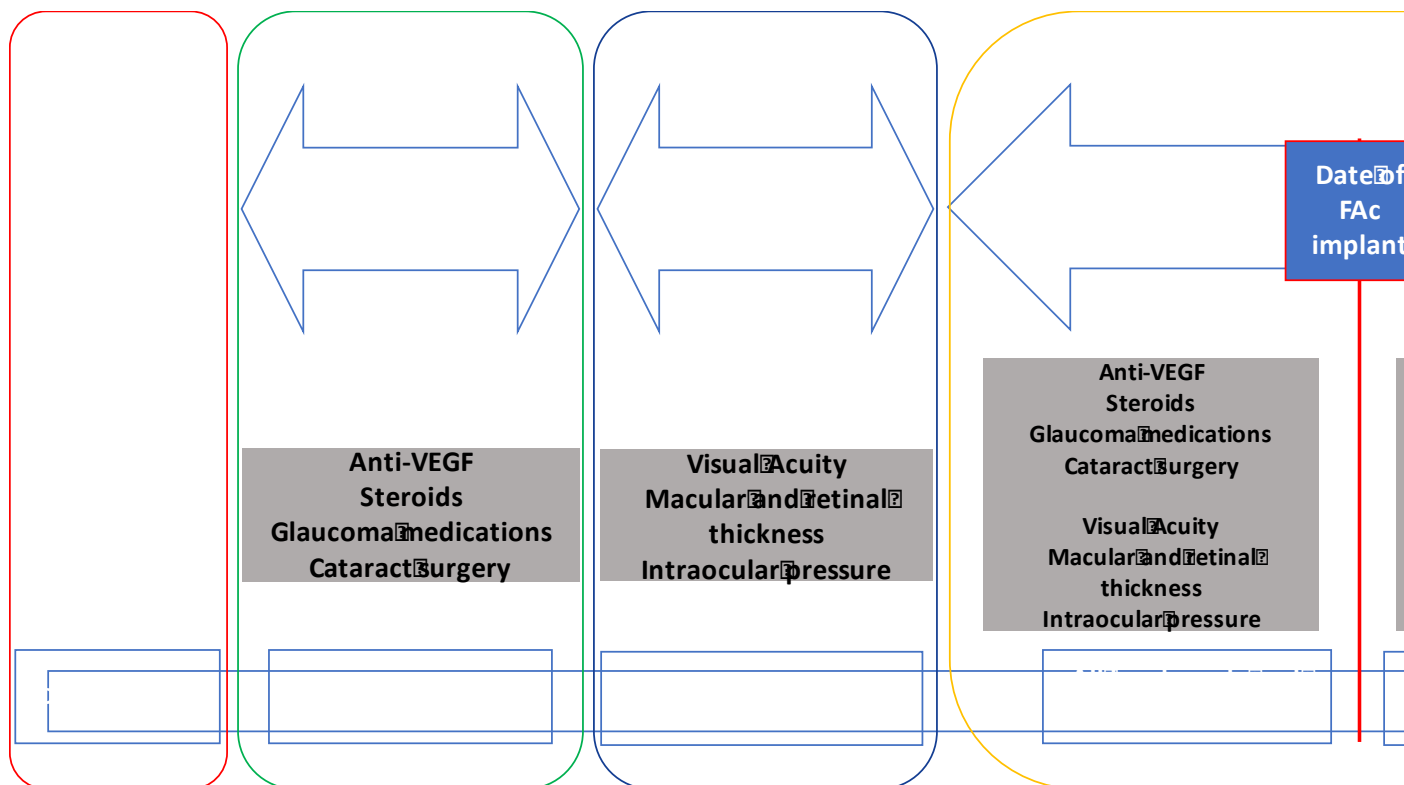 Date of
FAc
implant
Anti-VEGF
Steroids
Glaucoma medications
Cataract surgery
Visual Acuity
Macular and retinal
thickness
Intraocular pressure
Anti-VEGF
Steroids
Glaucoma medications
Cataract surgery
Visual Acuity
Macular and retinal
thickness
Intraocular pressure